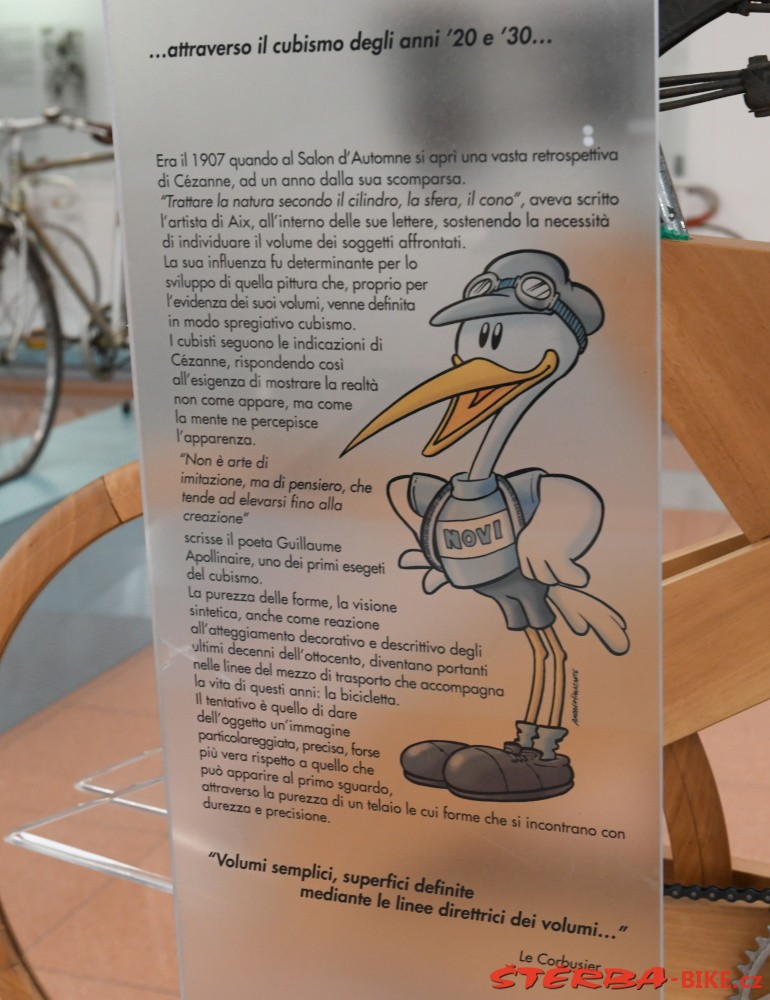 ...attraverso il cubismo degli anni '20 e '30...
Era il 1907 quando al Salon d'Automne si aprì una vasta retrospettiva
di Cézanne, ad un anno dalla sua scomparsa.
"Trattare la natura secondo il cilindro, la sfera, il cono", aveva scritto
l'artista di Aix, all'interno delle sue lettere, sostenendo la necessità
di individuare il volume dei soggetti affrontati.
La sua influenza fu determinante per lo
sviluppo di quella pittura che, proprio per
l'evidenza dei suoi volumi, venne definita
in modo spregiativo cubismo.
I cubisti seguono le indicazioni di
Cézanne, rispondendo così
all'esigenza di mostrare la realtà
non come appare, ma come
la mente ne percepisce
l'apparenza.
"Non è arte di
imitazione, ma di pensiero, che
tende ad elevarsi fino alla
creazione"
scrisse il poeta Guillaume
Apollinaire, uno dei primi esegeti
del cubismo.
La purezza delle forme, la visione
sintetica, anche come reazione
all'atteggiamento decorativo e descrittivo degli
ultimi decenni dell'ottocento, diventano portanti
nelle linee del mezzo di trasporto che accompagna
la vita di questi anni: la bicicletta.
Il tentativo è quello di dare
dell'oggetto un'immagine
particolareggiata, precisa, forse
più vera rispetto a quello che
può apparire al primo sguardo,
attraverso la purezza di un telaio le cui forme che si incontrano con
durezza e precisione.
NOVI
"Volumi semplici, superfici definite
mediante le linee direttrici dei volumi..."
Le Corbusier
ŠTERBA-BIKE.cz